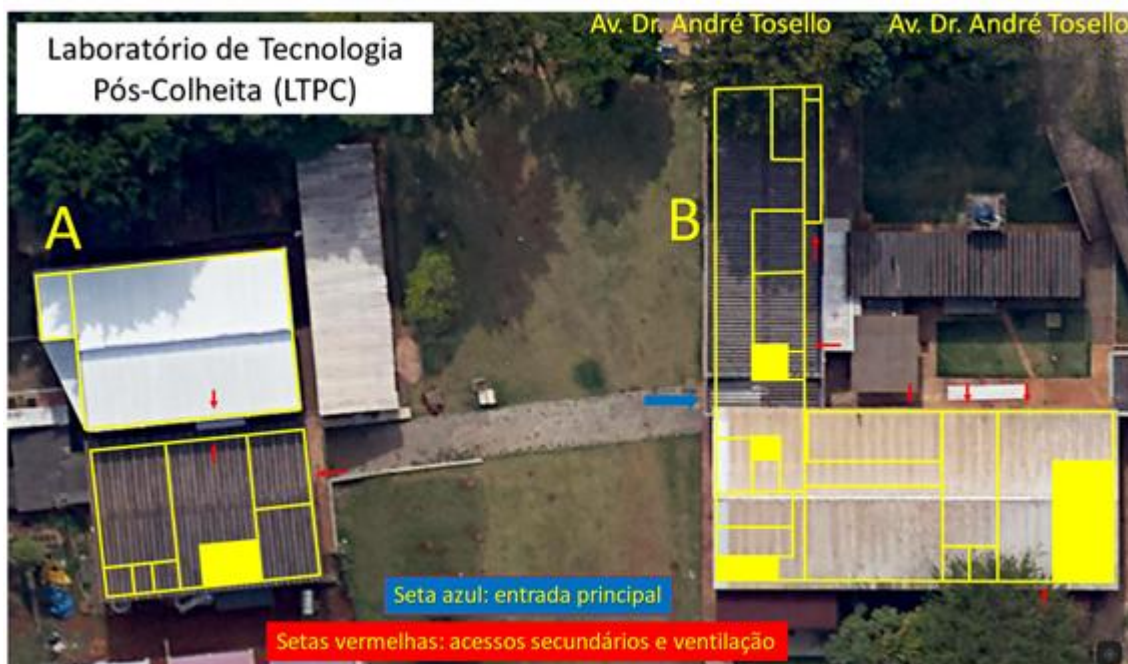 Av. Dr. André Tosello
Av. Dr. André Tosello
Laboratório de Tecnologia
Pós-Colheita (LTPC)
A
B
Seta azul: entrada principal
Setas vermelhas: acessos secundários e ventilação